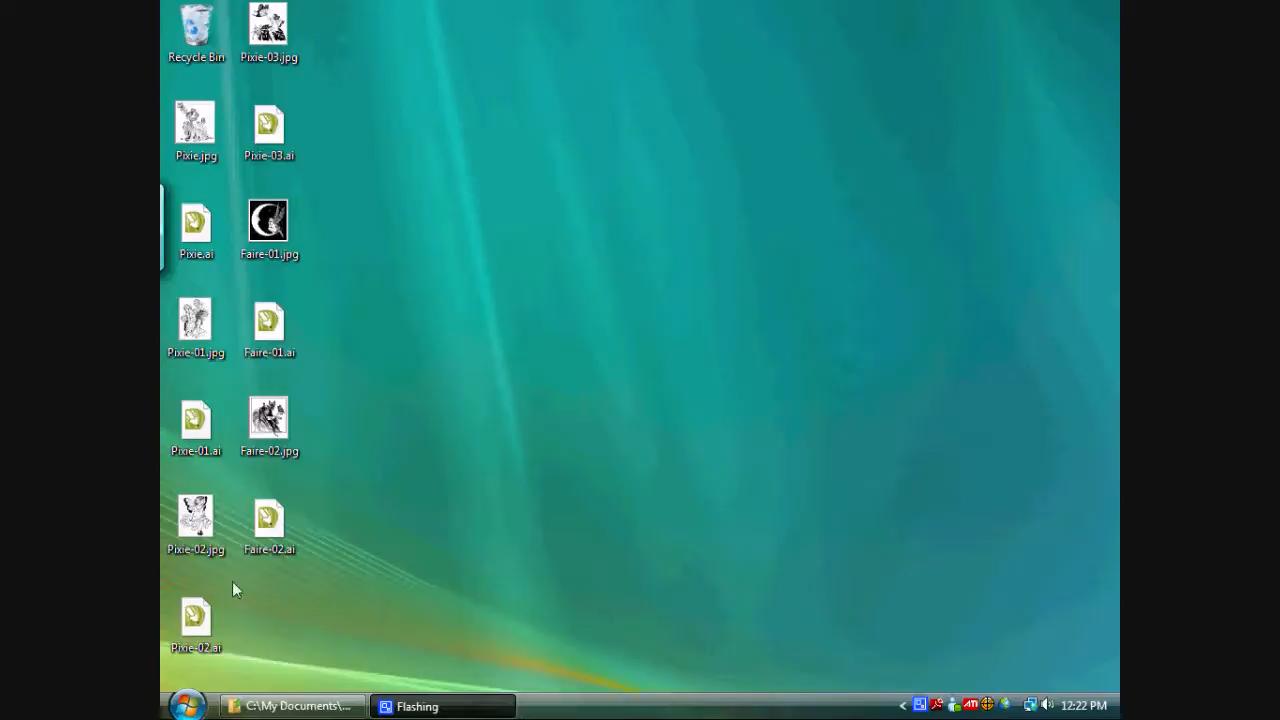 Recycle Bin
Pixie-03.jpg
Pixie.jpg
Pixie-03.ai
Pixie.ai
Faire-01.jpg
Pixie-01.jpg
Faire-01.ai
Pixie-01.ai
Faire-02.jpg
Pixie-02.jpg
Faire-02.ai
Pixie-02.ai
C:\My Documents\...
Flashing
ATI
12:22 PM